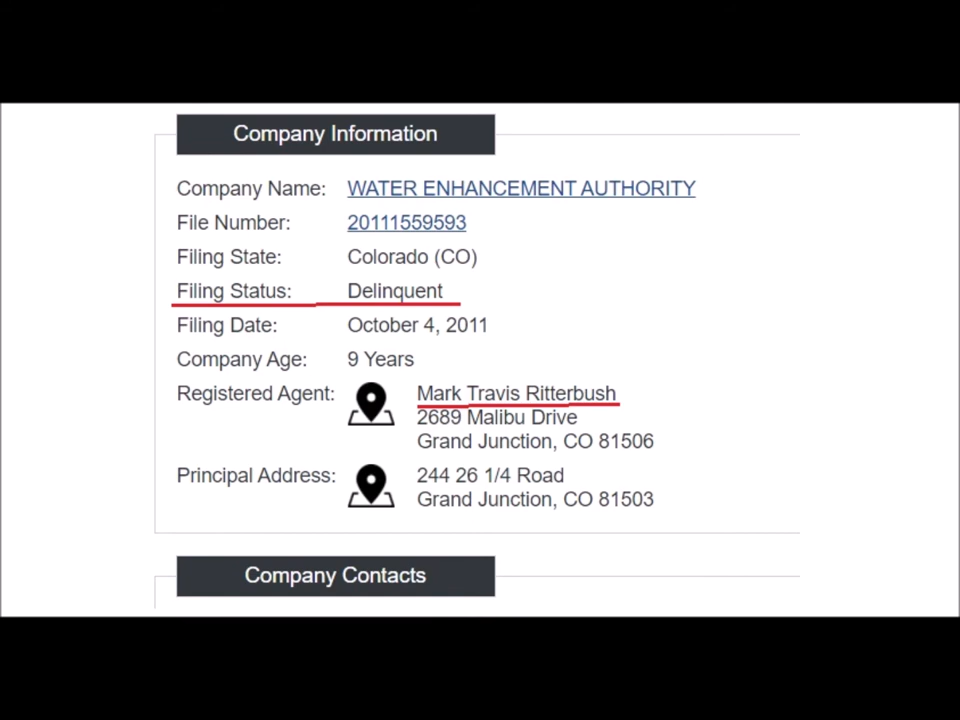 Company Information
Company Name: WATER ENHANCEMENT AUTHORITY
File Number: 20111559593
Filing State: Colorado (CO)
Filing Status: Delinquent
Filing Date: October 4, 2011
Company Age: 9 Years
Registered Agent: Mark Travis Ritterbush
2689 Malibu Drive
Grand Junction, CO 81506
Principal Address: 244 26 1/4 Road
Grand Junction, CO 81503
Company Contacts